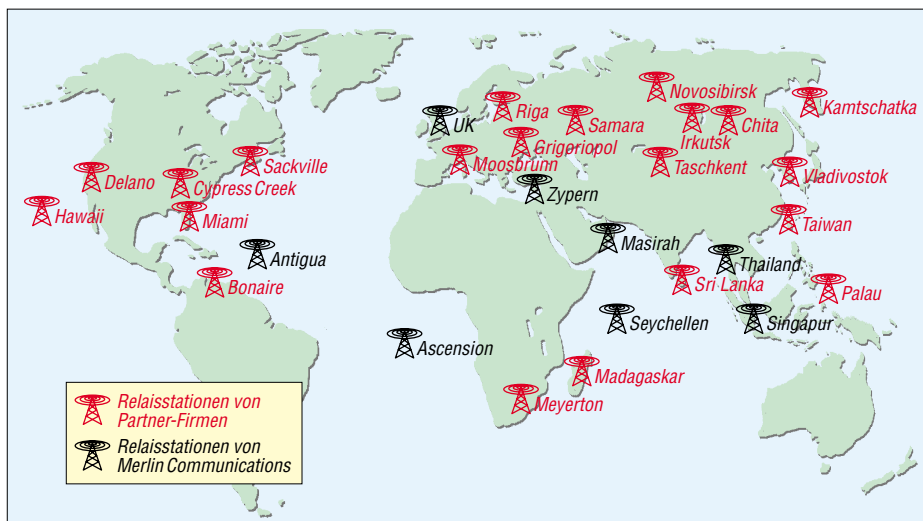 Novosibirsk
Kamtschatka
Riga
Samara
Chita
UK
Irkutsk
Grigoriopol
Sackville
Moosbrunn
Taschkent
Vladivostok
Delano
Cypress Creek
Zypern
Hawaii
Miami
Taiwan
Masirah
Antigua
Thailand
Bonaire
Sri Lanka
Palau
Seychellen
Singapur
Ascension
Madagaskar
Meyerton
Relaisstationen von
Partner-Firmen
Relaisstationen von
Merlin Communications